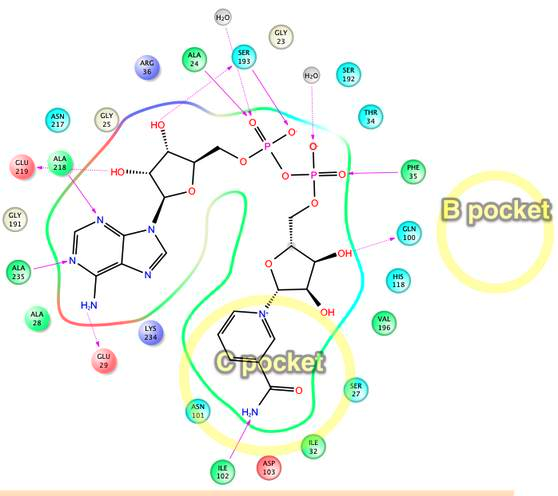 H₂O
GLY
23
ALA
24
SER
193
ARG
36
H₂O
SER
192
THR
34
ASN
217
GLY
25
HO
O
O⁻
O
GLU
219
ALA
218
HO
O
P
O
P
O
PHE
35
O
O
GLY
191
N
N
B pocket
GLN
100
OH
ALA
235
N
N
O
HIS
118
H₂N
OH
ALA
28
LYS
234
N⁺
VAL
196
GLU
29
C pocket
SER
27
O
ASN
101
H₂N
ILE
32
ILE
102
ASP
103